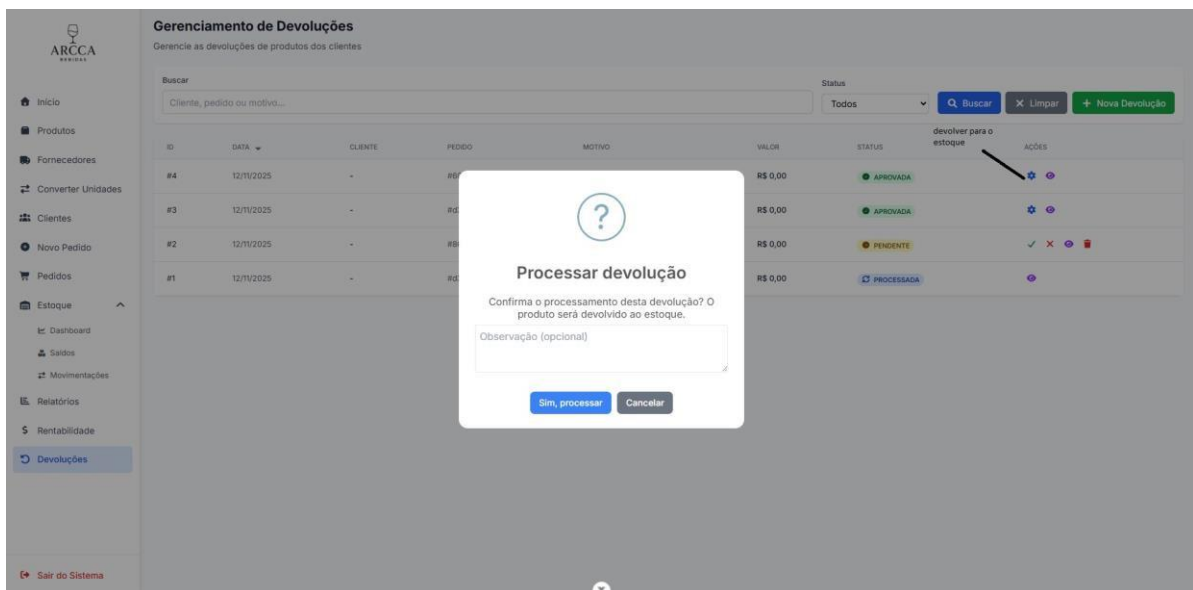 ARCCA
BEBIDAS
Início
Produtos
Fornecedores
Converter Unidades
Clientes
Novo Pedido
Pedidos
Estoque
Dashboard
Saldos
Movimentações
Relatórios
Rentabilidade
Devoluções
Sair do Sistema
Gerenciamento de Devoluções
Gerencie as devoluções de produtos dos clientes
Buscar
Cliente, pedido ou motivo...
Status
Todos
Buscar
Limpar
+ Nova Devolução
devolver para o
estoque
ID DATA CLIENTE PEDIDO MOTIVO VALOR STATUS AÇÕES
#4 12/11/2025 - R$ 0,00 APROVADA
#3 12/11/2025 - R$ 0,00 APROVADA
#2 12/11/2025 - R$ 0,00 PENDENTE
#1 12/11/2025 - R$ 0,00 PROCESSADA
?
Processar devolução
Confirma o processamento desta devolução? O
produto será devolvido ao estoque.
Observação (opcional)
Sim, processar
Cancelar